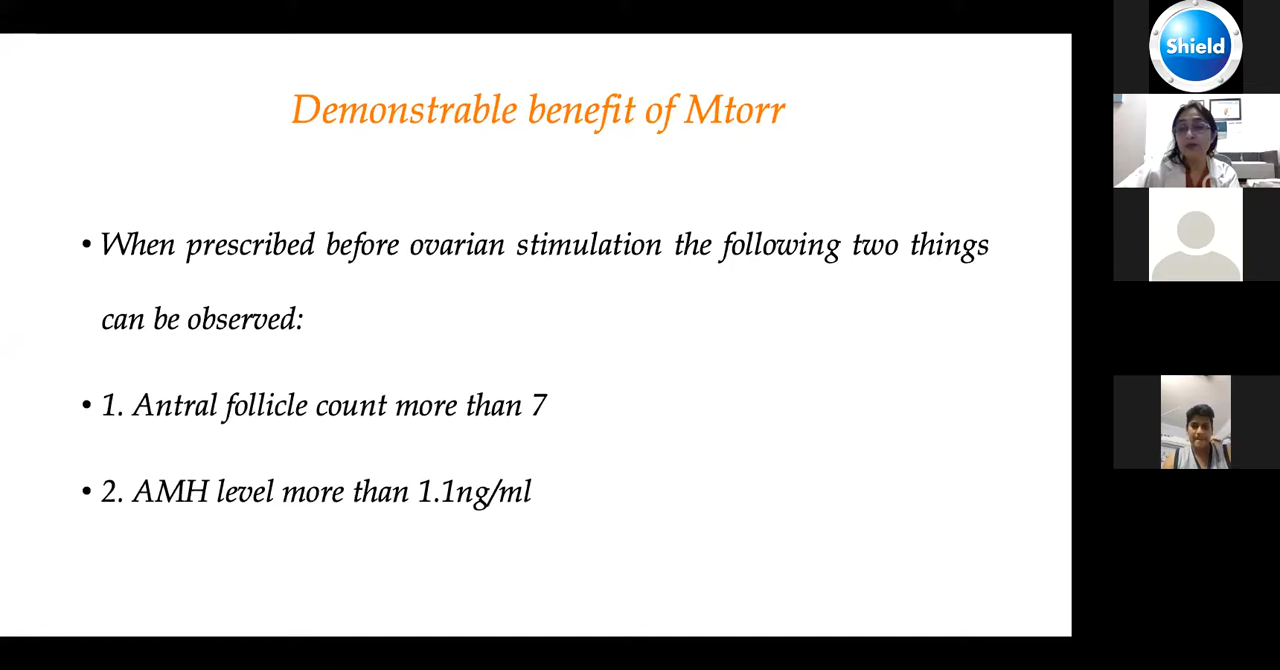 Demonstrable benefit of Mtorr
• When prescribed before ovarian stimulation the following two things
can be observed:
• 1. Antral follicle count more than 7
• 2. AMH level more than 1.1ng/ml
Shield